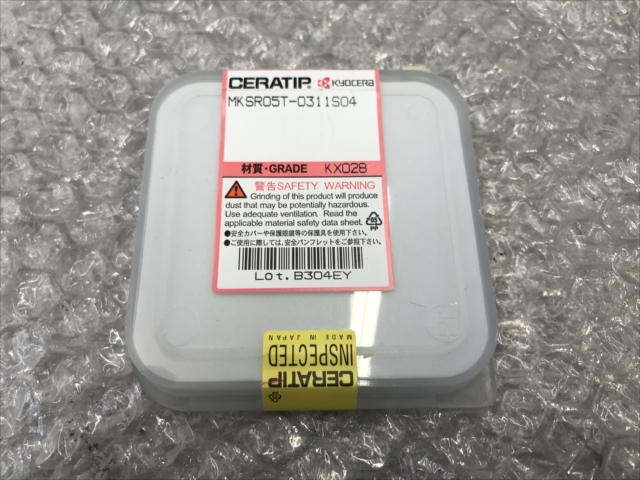 CERATIP® KYOCERA
MKSR05T-0311S04
材質・GRADE KX028
警告SAFETY WARNING
Grinding of this product will produce
dust that may be potentially hazardous.
Use adequate ventilation. Read the
applicable material safety data sheet.
●安全カバーや保護眼鏡等の保護具を使用下さい。
●ご使用に際しては、安全パンフレットをご参照下さい。
PP
Lot.B304EY
MADE IN JAPAN
INSPECTED
CERATIP